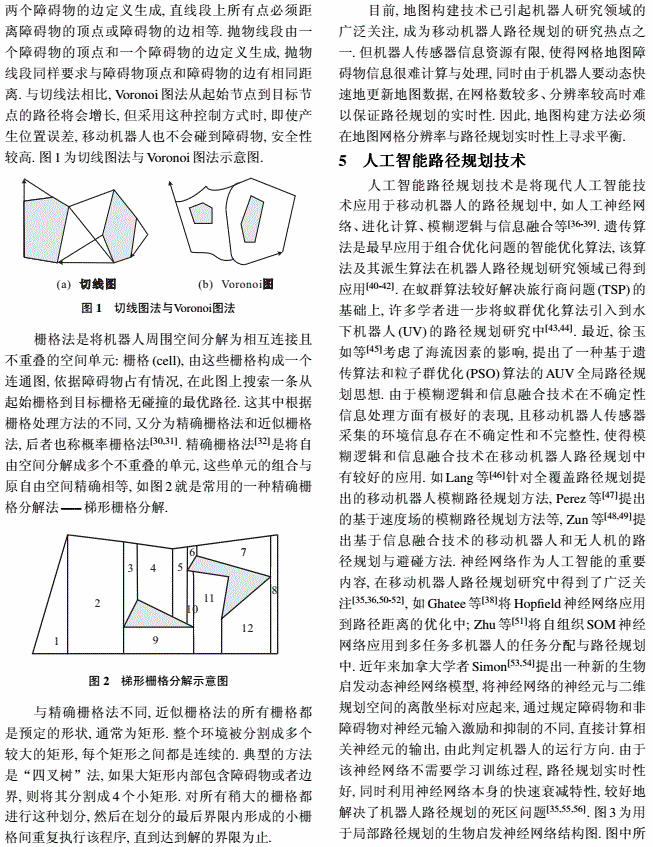 两个障碍物的边定义生成, 直线段上所有点必须距
离障碍物的顶点或障碍物的边相等. 抛物线段由一
个障碍物的顶点和一个障碍物的边定义生成, 抛物
线段同样要求与障碍物顶点和障碍物的边有相同距
离. 与切线法相比, Voronoi 图法从起始节点到目标节
点的路径将会增长, 但采用这种控制方式时, 即使产
生位置误差, 移动机器人也不会碰到障碍物, 安全性
较高. 图 1 为切线图法与 Voronoi 图法示意图.
(a) 切线图
(b) Voronoi图
图 1 切线图法与Voronoi图法
栅格法是将机器人周围空间分解为相互连接且
不重叠的空间单元: 栅格 (cell), 由这些栅格构成一个
连通图, 依据障碍物占有情况, 在此图上搜索一条从
起始栅格到目标栅格无碰撞的最优路径. 这其中根据
栅格处理方法的不同, 又分为精确栅格法和近似栅格
法, 后者也称概率栅格法[30,31]. 精确栅格法[32]是将自
由空间分解成多个不重叠的单元, 这些单元的组合与
原自由空间精确相等, 如图 2 就是常用的一种精确栅
格分解法 —— 梯形栅格分解.
1
2
3
4
5
6
7
8
9
10
11
12
图 2 梯形栅格分解示意图
与精确栅格法不同, 近似栅格法的所有栅格都
是预定的形状, 通常为矩形. 整个环境被分割成多个
较大的矩形, 每个矩形之间都是连续的. 典型的方法
是 “四叉树” 法, 如果大矩形内部包含障碍物或者边
界, 则将其分割成 4 个小矩形. 对所有稍大的栅格都
进行这种划分, 然后在划分的最后界限内形成的小栅
格间重复执行该程序, 直到达到解的界限为止.
目前, 地图构建技术已引起机器人研究领域的
广泛关注, 成为移动机器人路径规划的研究热点之
一. 但机器人传感器信息资源有限, 使得网格地图障
碍物信息很难计算与处理, 同时由于机器人要动态快
速地更新地图数据, 在网格数较多、分辨率较高时难
以保证路径规划的实时性. 因此, 地图构建方法必须
在地图网格分辨率与路径规划实时性上寻求平衡.
5 人工智能路径规划技术
人工智能路径规划技术是将现代人工智能技
术应用于移动机器人的路径规划中, 如人工神经网
络、进化计算、模糊逻辑与信息融合等[36-39]. 遗传算
法是最早应用于组合优化问题的智能优化算法, 该算
法及其派生算法在机器人路径规划研究领域已得到
应用[40-42]. 在蚁群算法较好解决旅行商问题 (TSP) 的
基础上, 许多学者进一步将蚁群优化算法引入到水
下机器人 (UV) 的路径规划研究中[43,44]. 最近, 徐玉
如等[45]考虑了海流因素的影响, 提出了一种基于遗
传算法和粒子群优化 (PSO) 算法的 AUV 全局路径规
划思想. 由于模糊逻辑和信息融合技术在不确定性
信息处理方面有极好的表现, 且移动机器人传感器
采集的环境信息存在不确定性和不完整性, 使得模
糊逻辑和信息融合技术在移动机器人路径规划中
有较好的应用. 如 Lang 等[46]针对全覆盖路径规划提
出的移动机器人模糊路径规划方法, Perez 等[47]提出
的基于速度场的模糊路径规划方法等, Zun 等[48,49]提
出基于信息融合技术的移动机器人和无人机的路
径规划与避碰方法. 神经网络作为人工智能的重要
内容, 在移动机器人路径规划研究中得到了广泛关
注[35,36,50-52], 如 Ghatee 等[38]将 Hopfield 神经网络应用
到路径距离的优化中; Zhu 等[51]将自组织 SOM 神经
网络应用到多任务多机器人的任务分配与路径规划
中. 近年来加拿大学者 Simon[53,54]提出一种新的生物
启发动态神经网络模型, 将神经网络的神经元与二维
规划空间的离散坐标对应起来, 通过规定障碍物和非
障碍物对神经元输入激励和抑制的不同, 直接计算相
关神经元的输出, 由此判定机器人的运行方向. 由于
该神经网络不需要学习训练过程, 路径规划实时性
好, 同时利用神经网络本身的快速衰减特性, 较好地
解决了机器人路径规划的死区问题[35,55,56]. 图 3 为用
于局部路径规划的生物启发神经网络结构图. 图中所